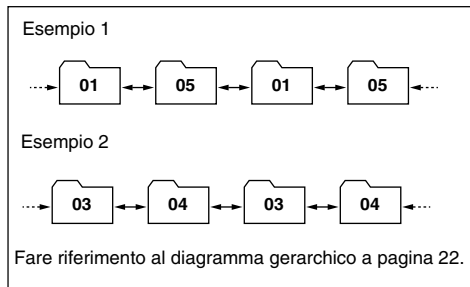 Esempio 1
01 05 01 05
Esempio 2
03 04 03 04
Fare riferimento al diagramma gerarchico a pagina 22.